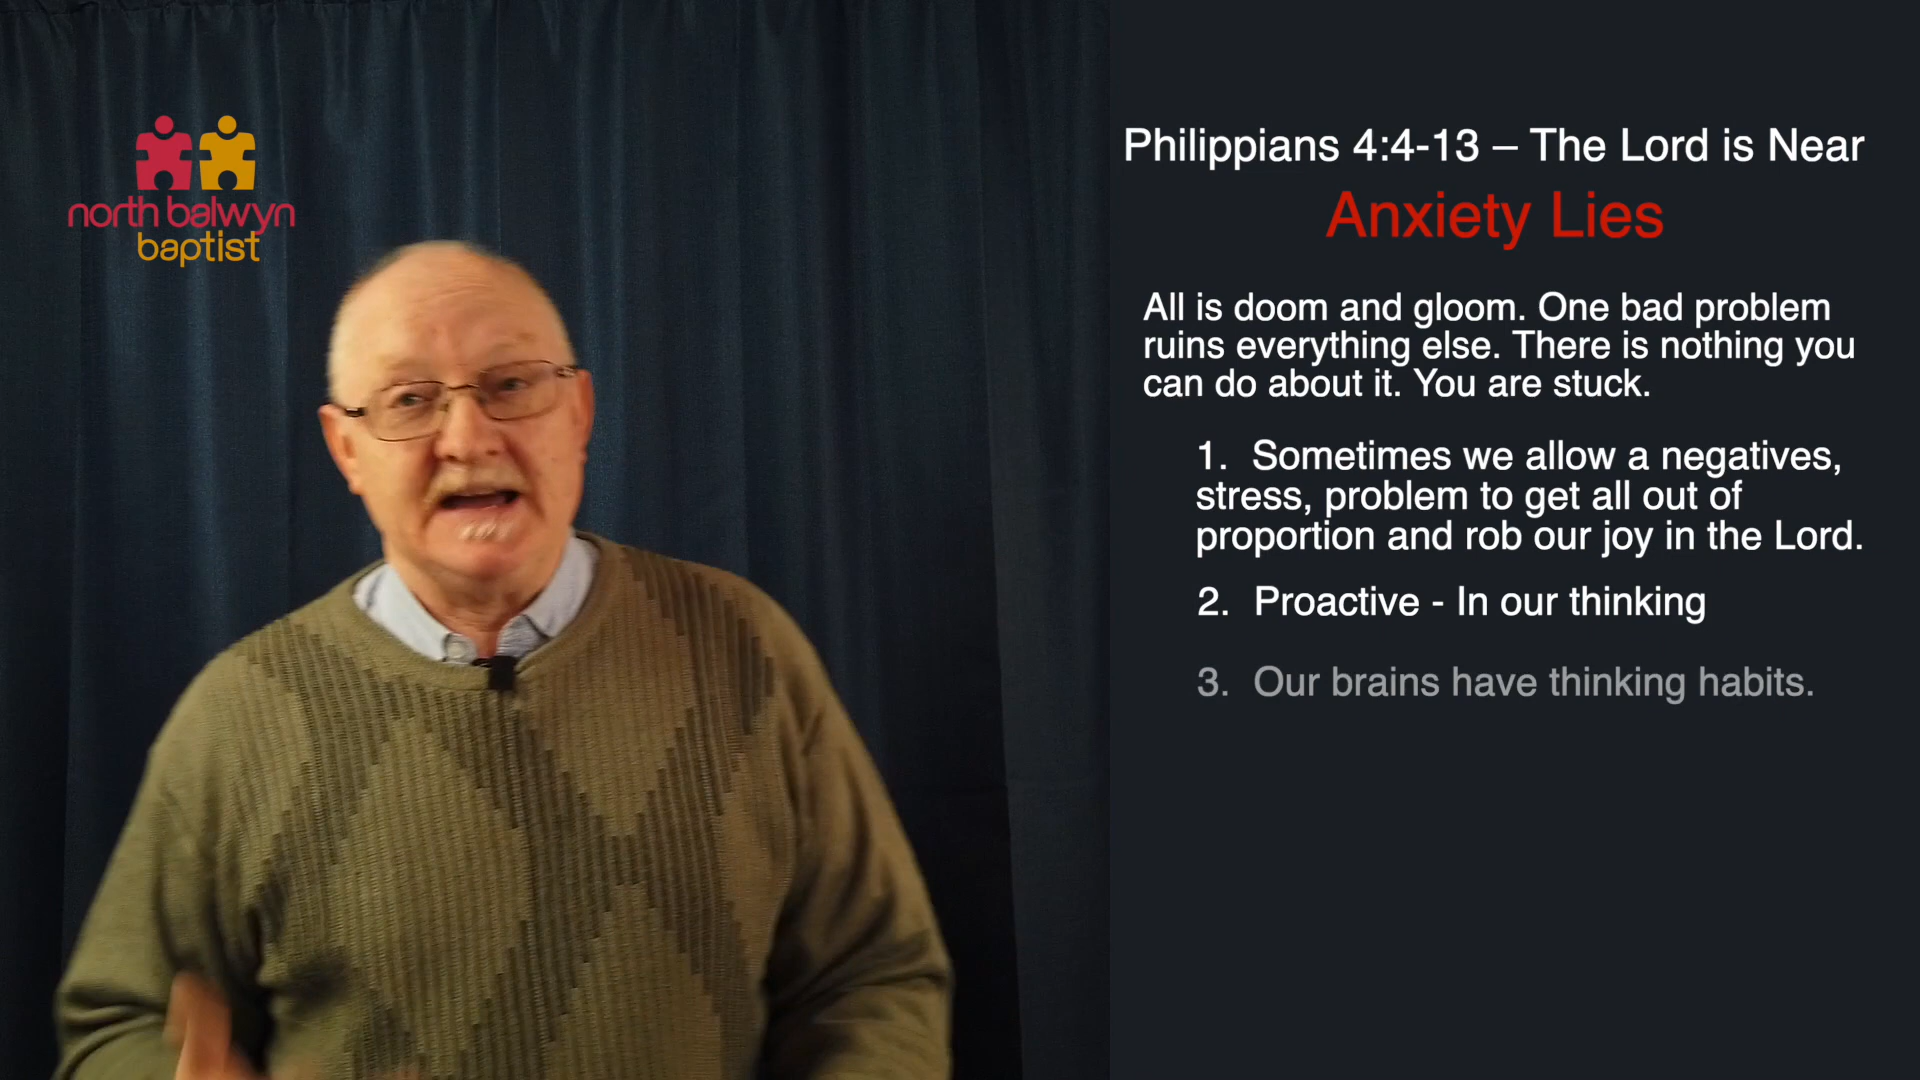 north balwyn
baptist
Philippians 4:4-13 – The Lord is Near
Anxiety Lies
All is doom and gloom. One bad problem
ruins everything else. There is nothing you
can do about it. You are stuck.
1. Sometimes we allow a negatives,
stress, problem to get all out of
proportion and rob our joy in the Lord.
2. Proactive - In our thinking
3. Our brains have thinking habits.